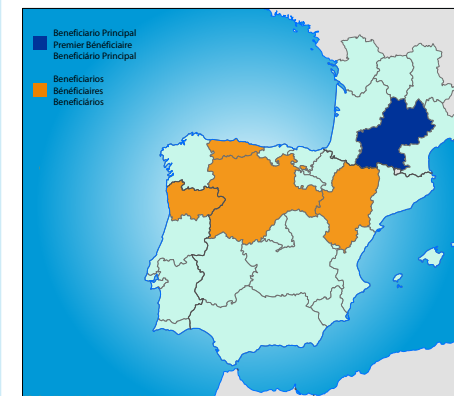 Beneficiario Principal
Premier Bénéficiaire
Beneficiário Principal
Beneficiarios
Bénéficiaires
Beneficiários